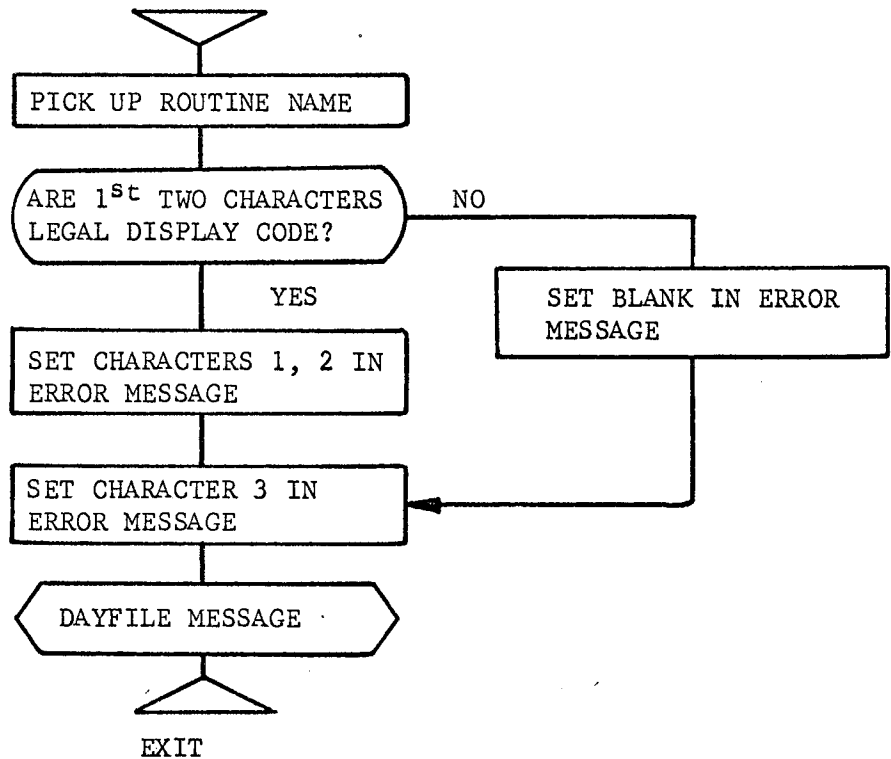 PICK UP ROUTINE NAME
ARE 1st TWO CHARACTERS
LEGAL DISPLAY CODE?
NO
YES
SET BLANK IN ERROR
MESSAGE
SET CHARACTERS 1, 2 IN
ERROR MESSAGE
SET CHARACTER 3 IN
ERROR MESSAGE
DAYFILE MESSAGE
EXIT